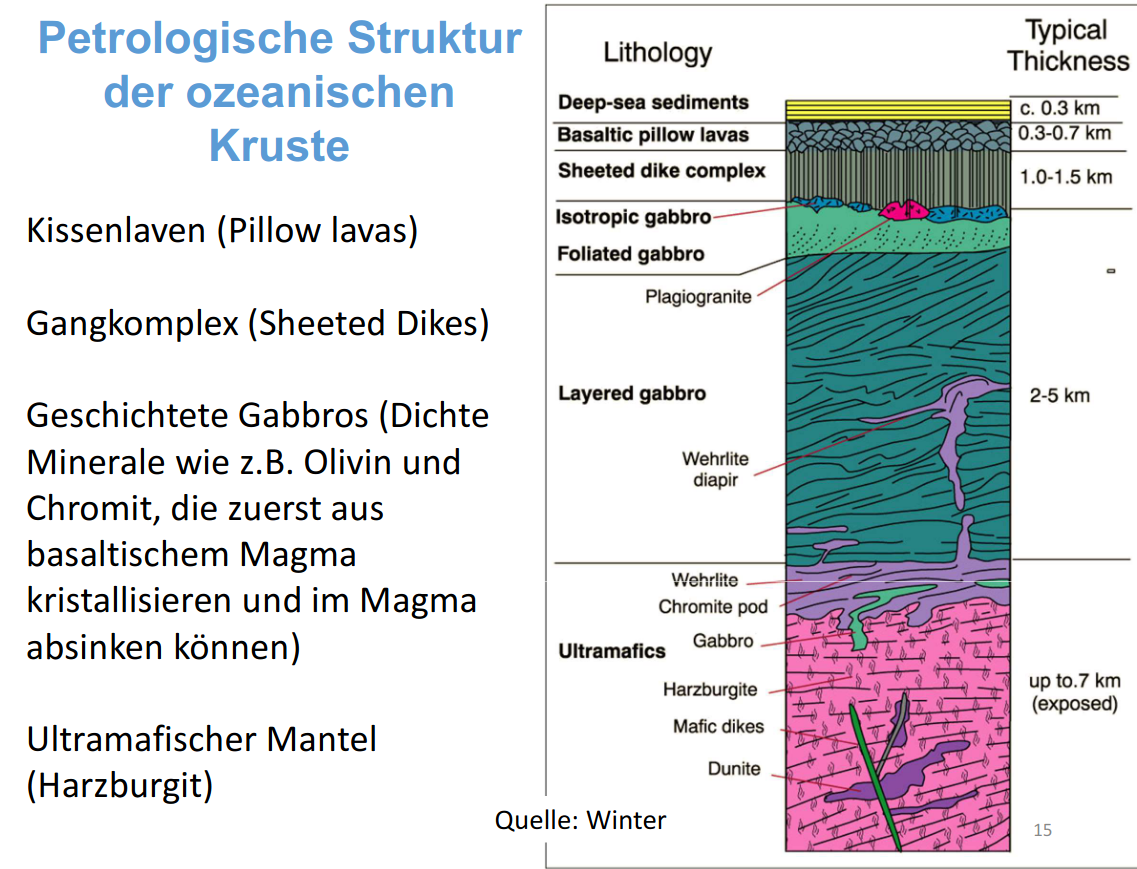 Petrologische Struktur
der ozeanischen
Kruste
Kissenlaven (Pillow lavas)
Gangkomplex (Sheeted Dikes)
Geschichtete Gabbros (Dichte
Minerale wie z.B. Olivin und
Chromit, die zuerst aus
basaltischem Magma
kristallisieren und im Magma
absinken können)
Ultramafischer Mantel
(Harzburgit)
Lithology
Typical
Thickness
Deep-sea sediments
c. 0.3 km
Basaltic pillow lavas
0.3-0.7 km
Sheeted dike complex
1.0-1.5 km
Isotropic gabbro
Foliated gabbro
Plagiogranite
Layered gabbro
2-5 km
Wehrlite
diapir
Wehrlite
Chromite pod
Gabbro
Ultramafics
Harzburgite
up to.7 km
(exposed)
Mafic dikes
Dunite
Quelle: Winter
15